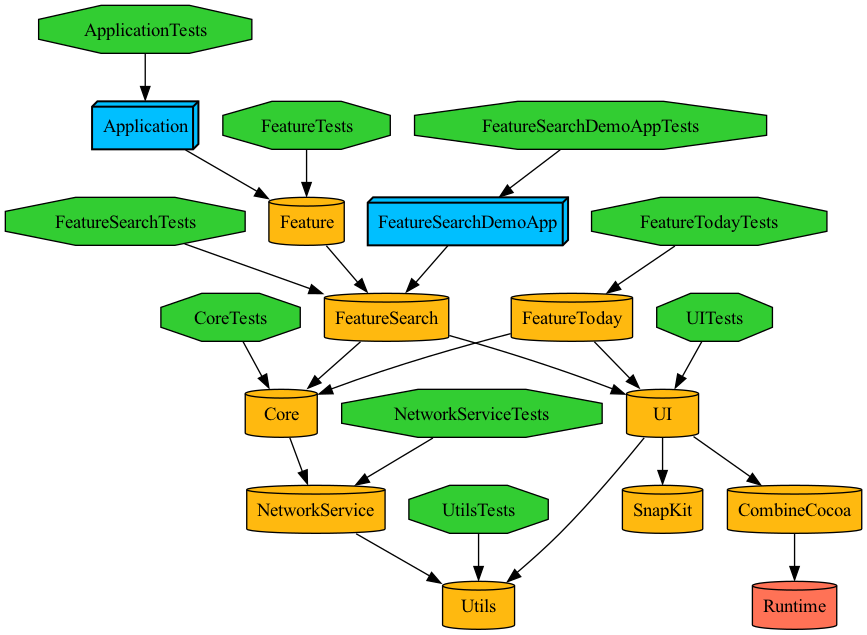 ApplicationTests
Application
FeatureTests
FeatureSearchDemoAppTests
FeatureSearchTests
Feature
FeatureSearchDemoApp
FeatureTodayTests
CoreTests
FeatureSearch
FeatureToday
UITests
Core
NetworkServiceTests
UI
NetworkService
UtilsTests
SnapKit
CombineCocoa
Utils
Runtime